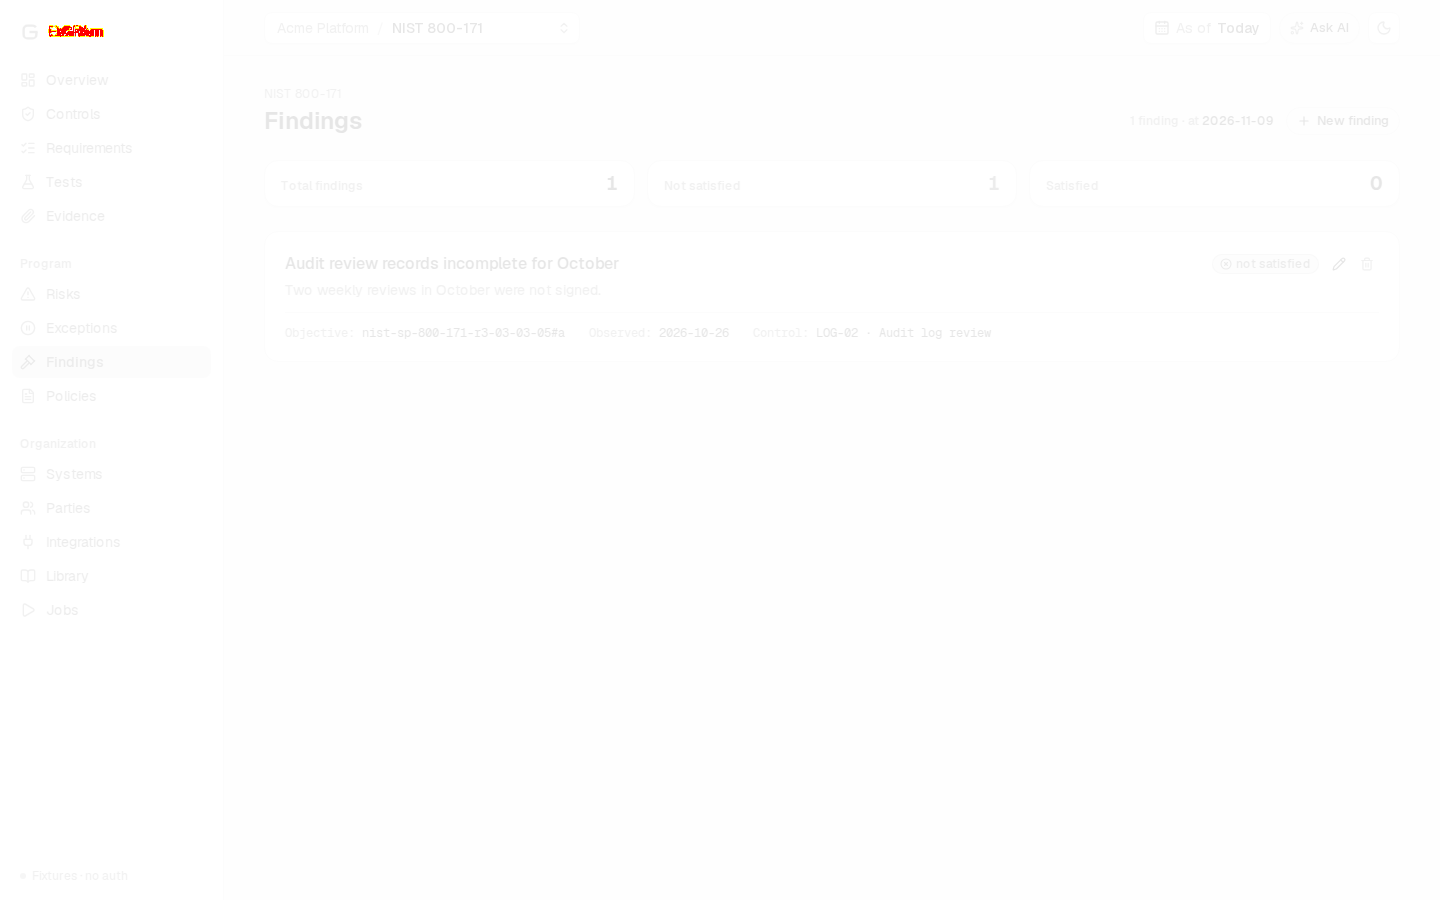 G
Acme Platform / NIST 800-171
As of Today
Ask AI
Overview
Controls
Requirements
Tests
Evidence
Program
Risks
Exceptions
Findings
Policies
Organization
Systems
Parties
Integrations
Library
Jobs
Fixtures · no auth
NIST 800-171
Findings
1 finding · at 2026-11-09
New finding
Total findings 1
Not satisfied 1
Satisfied 0
Audit review records incomplete for October
not satisfied
Two weekly reviews in October were not signed.
Objective: nist-sp-800-171-r3-03-03-05#a Observed: 2026-10-26 Control: LOG-02 · Audit log review